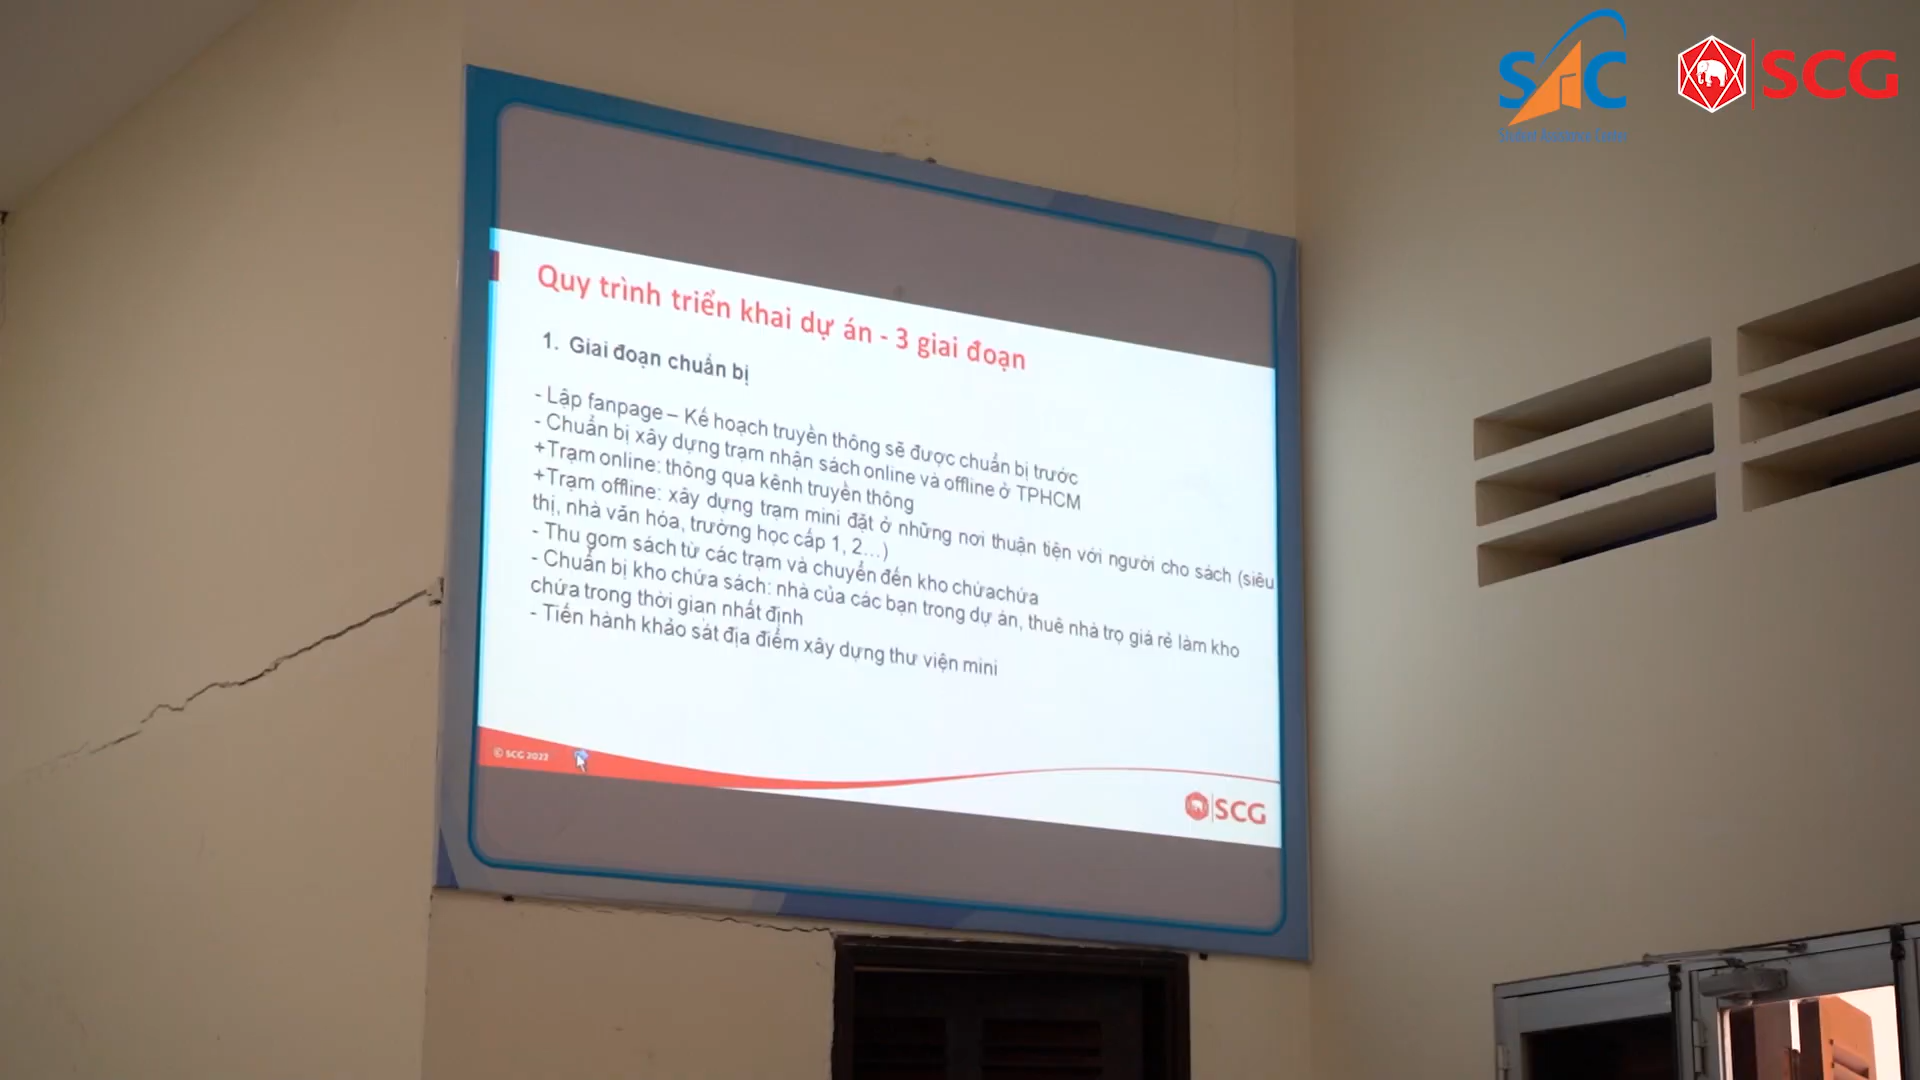 SAC
Student Assistance Center
SCG
Quy trình triển khai dự án - 3 giai đoạn
1. Giai đoạn chuẩn bị
- Lập fanpage – Kế hoạch truyền thông sẽ được chuẩn bị trước
- Chuẩn bị xây dựng trạm nhận sách online và offline ở TPHCM
+Trạm online: thông qua kênh truyền thông
+Trạm offline: xây dựng trạm mini đặt ở những nơi thuận tiện với người cho sách (siêu
thị, nhà văn hóa, trường học cấp 1, 2...)
- Thu gom sách từ các trạm và chuyển đến kho chứachứa
- Chuẩn bị kho chứa sách: nhà của các bạn trong dự án, thuê nhà trọ giá rẻ làm kho
chứa trong thời gian nhất định
- Tiến hành khảo sát địa điểm xây dựng thư viện mini
© SCG 2022
SCG